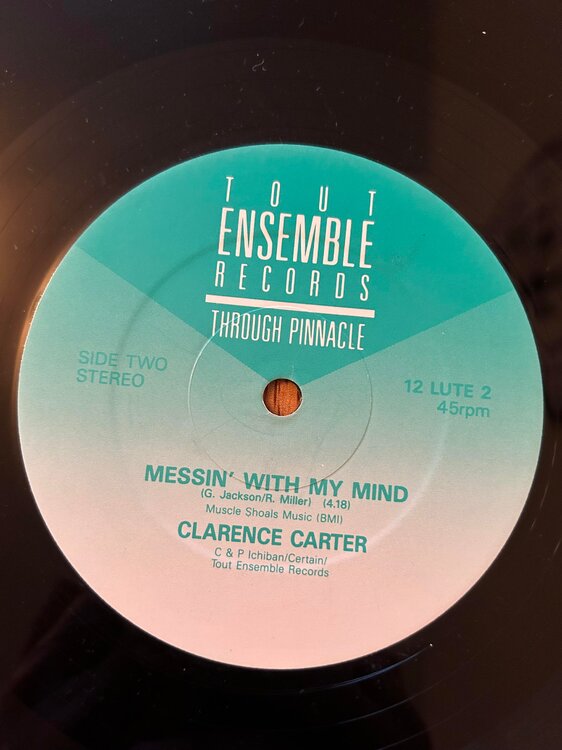 TOUT
ENSEMBLE
RECORDS
THROUGH PINNACLE
SIDE TWO
STEREO
12 LUTE 2
45rpm
MESSIN' WITH MY MIND
(G. Jackson/R. Miller) (4.18)
Muscle Shoals Music (BMI)
CLARENCE CARTER
C & P Ichiban/Certain/
Tout Ensemble Records